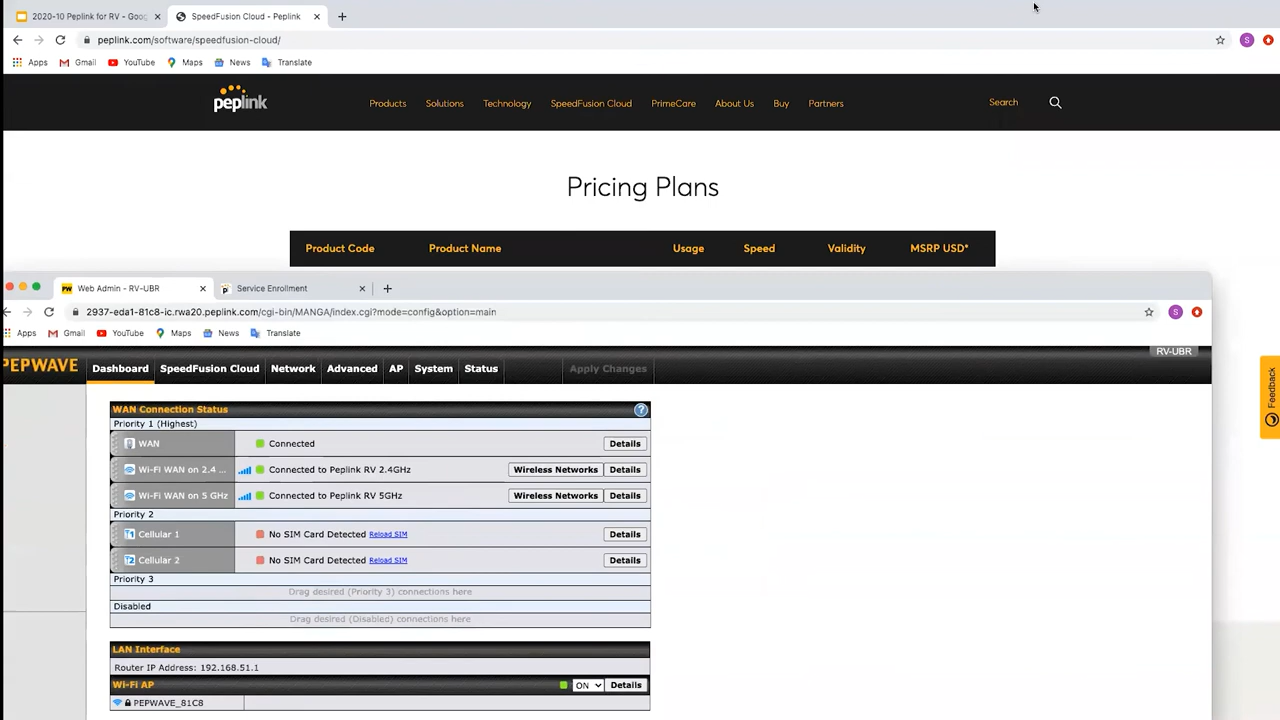 2020-10 Peplink for RV - Goog
SpeedFusion Cloud - Peplink
peplink.com/software/speedfusion-cloud/
S
Apps Gmail YouTube Maps News Translate
peplink Products Solutions Technology SpeedFusion Cloud PrimeCare About Us Buy Partners Search
Pricing Plans
Product Code Product Name Usage Speed Validity MSRP USD*
PW Web Admin - RV-UBR
Service Enrollment
2937-eda1-81c8-ic.rwa20.peplink.com/cgi-bin/MANGA/index.cgi?mode=config&option=main
S
Apps Gmail YouTube Maps News Translate
RV-UBR
PEPWAVE Dashboard SpeedFusion Cloud Network Advanced AP System Status Apply Changes
Feedback
WAN Connection Status ?
Priority 1 (Highest)
WAN Connected Details
Wi-Fi WAN on 2.4 ... Connected to Peplink RV 2.4GHz Wireless Networks Details
Wi-Fi WAN on 5 GHz Connected to Peplink RV 5GHz Wireless Networks Details
Priority 2
1 Cellular 1 No SIM Card Detected Reload SIM Details
2 Cellular 2 No SIM Card Detected Reload SIM Details
Priority 3
Drag desired (Priority 3) connections here
Disabled
Drag desired (Disabled) connections here
LAN Interface
Router IP Address: 192.168.51.1
Wi-Fi AP ON Details
PEPWAVE_81C8